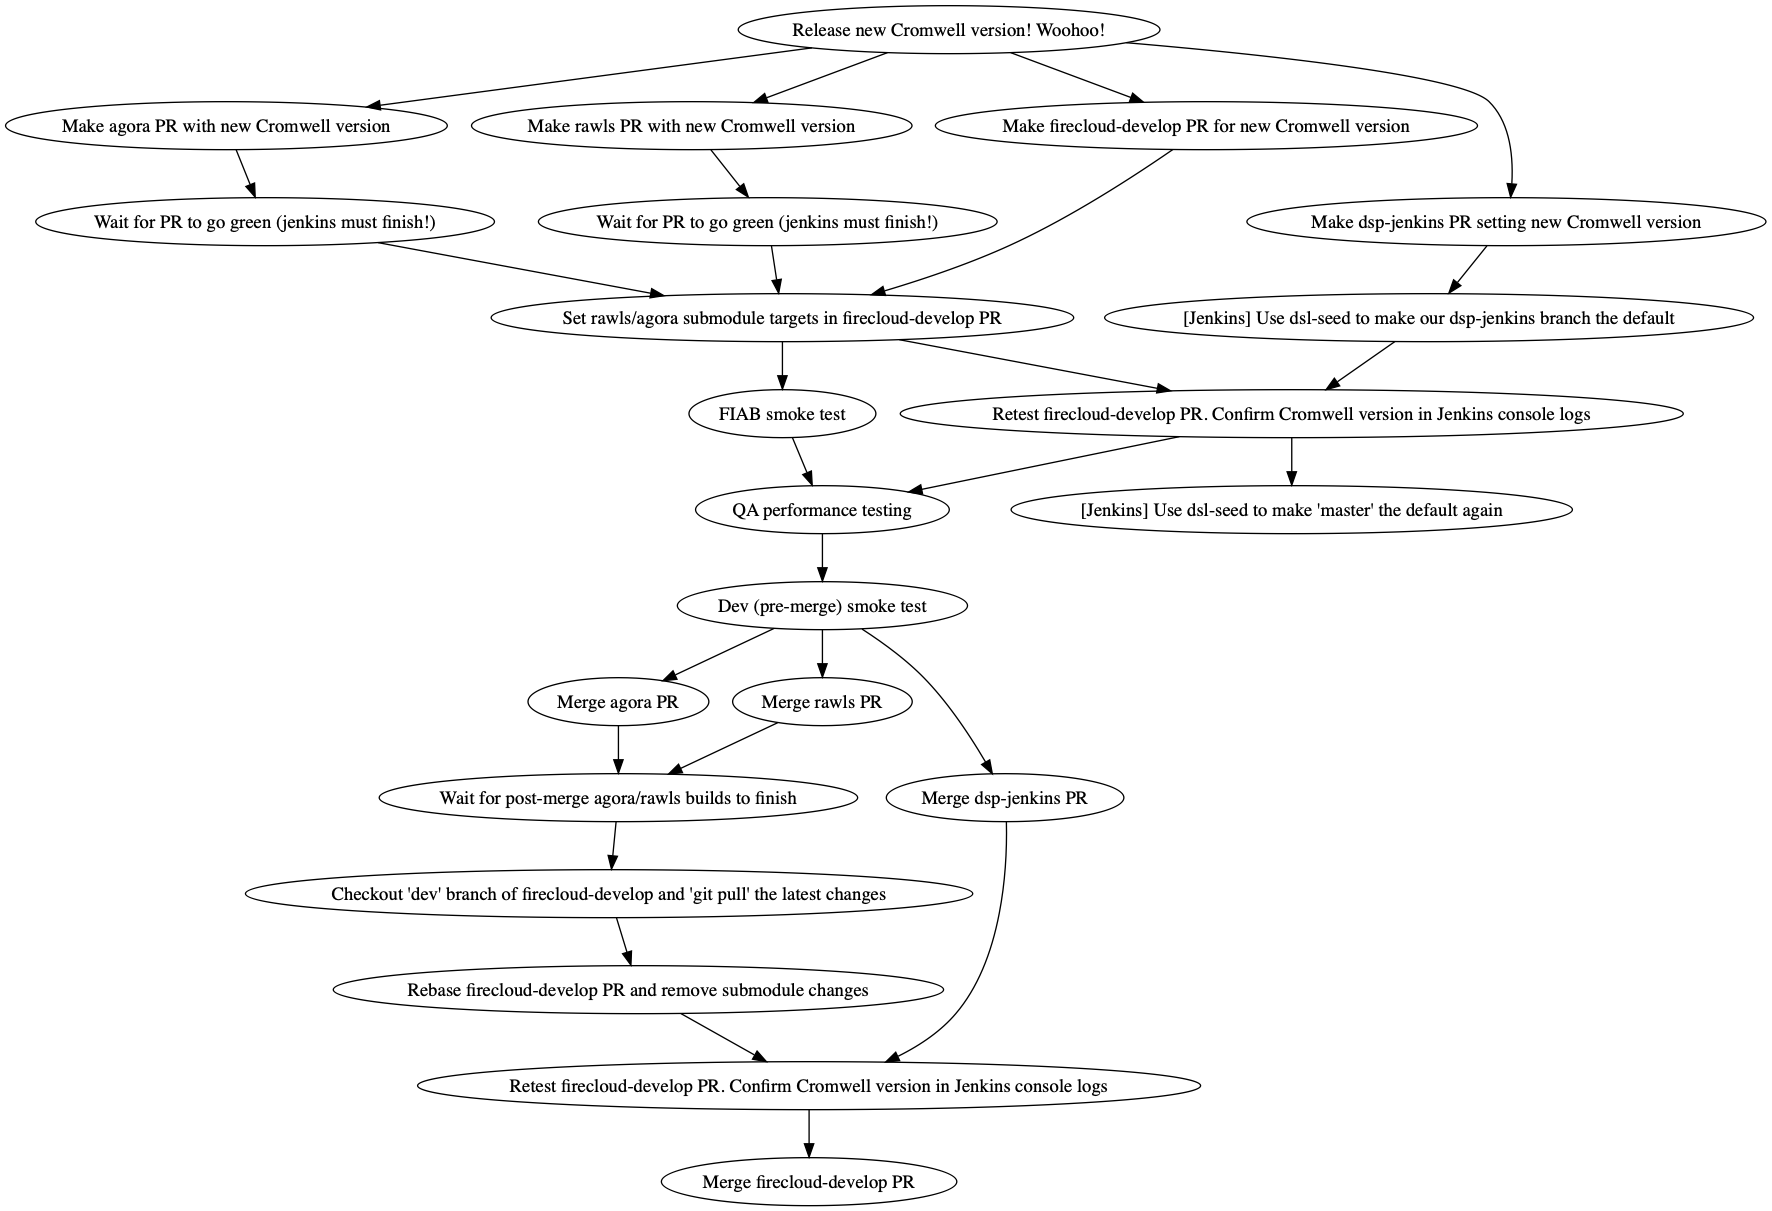 Release new Cromwell version! Woohoo!
Make agora PR with new Cromwell version
Make rawls PR with new Cromwell version
Make firecloud-develop PR for new Cromwell version
Wait for PR to go green (jenkins must finish!)
Wait for PR to go green (jenkins must finish!)
Make dsp-jenkins PR setting new Cromwell version
Set rawls/agora submodule targets in firecloud-develop PR
[Jenkins] Use dsl-seed to make our dsp-jenkins branch the default
FIAB smoke test
Retest firecloud-develop PR. Confirm Cromwell version in Jenkins console logs
QA performance testing
[Jenkins] Use dsl-seed to make 'master' the default again
Dev (pre-merge) smoke test
Merge agora PR
Merge rawls PR
Wait for post-merge agora/rawls builds to finish
Merge dsp-jenkins PR
Checkout 'dev' branch of firecloud-develop and 'git pull' the latest changes
Rebase firecloud-develop PR and remove submodule changes
Retest firecloud-develop PR. Confirm Cromwell version in Jenkins console logs
Merge firecloud-develop PR